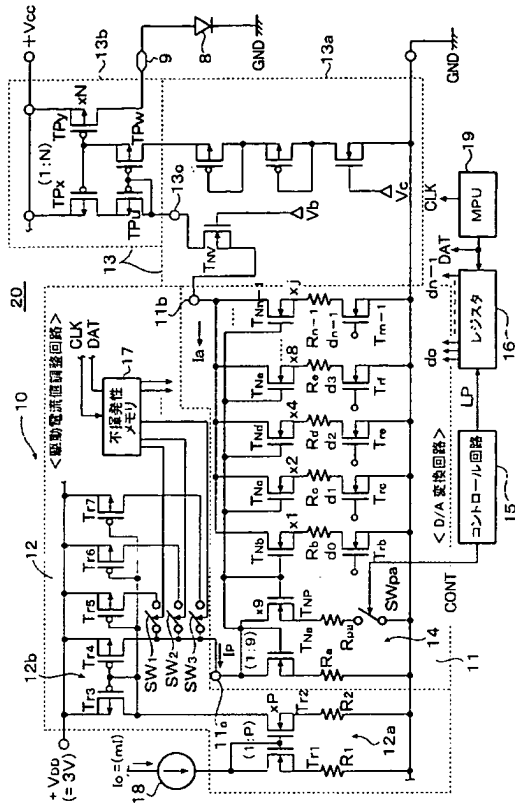 20
10
<駆動電流値調整回路>
12
+VDD
(=3V)
12b
Tr3
Tr4
Tr5
Tr6
Tr7
CLK
DAT
17
不揮発性
メモリ
SW1
SW2
SW3
Io=(mI)
18
11a
Ip
(1:P)
xP
Tr1
Tr2
R1
R2
12a
+Vcc
13b
(1:N)
xN
TPx
TPy
TPu
TPw
9
8
GND
13
13c
13a
TNV
Vb
Vc
11b
Ia
(1:9)
x9
x1
x2
x4
x8
xj
TNa
TNP
TNb
TNc
TNd
TNe
TNn-1
Ra
Rpa
Rb
Rc
Rd
Re
Rn-1
d0
d1
d2
d3
dn-1
Trb
Trc
Tre
Trf
Trn-1
SWpa
14
11
<D/A 変換回路>
CONT
コントロール回路
15
LP
do
dn-1
レジスタ
16
DAT
CLK
MPU
19
GND